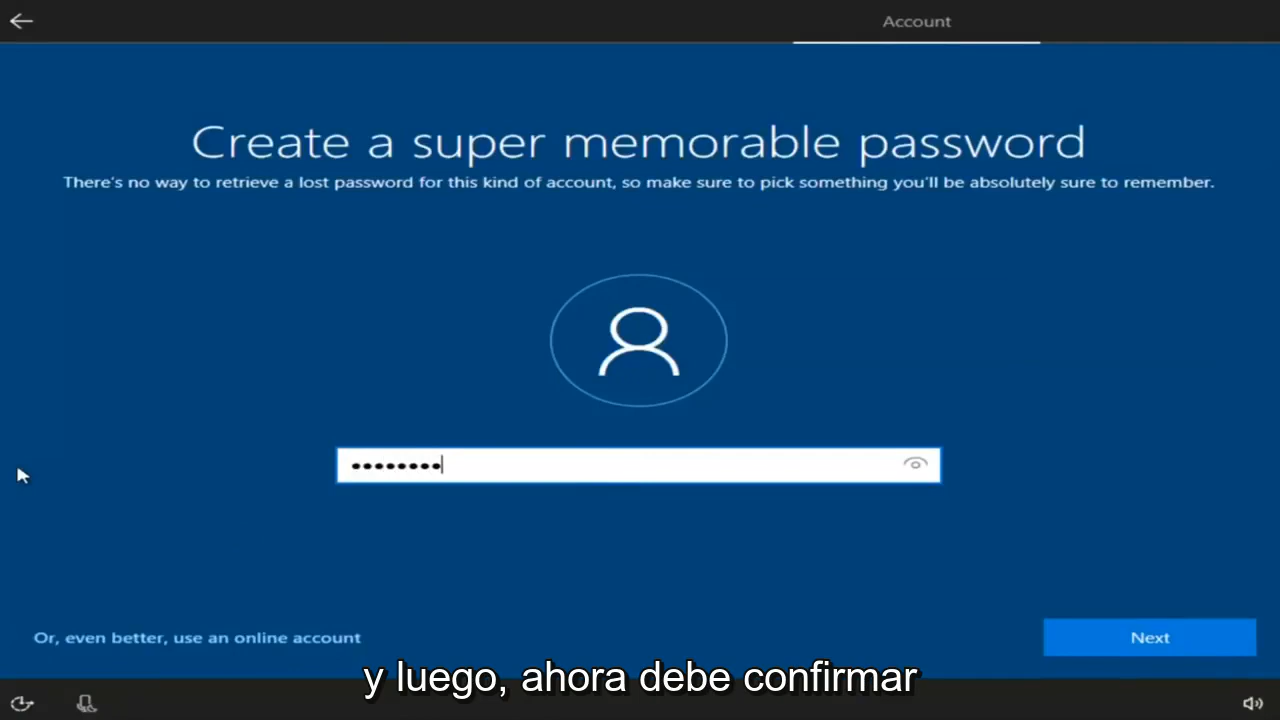 Account
Create a super memorable password
There's no way to retrieve a lost password for this kind of account, so make sure to pick something you'll be absolutely sure to remember.
••••••••
Or, even better, use an online account
Next
y luego, ahora debe confirmar